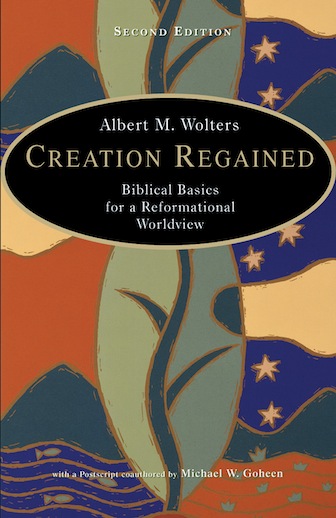 SECOND EDITION
Albert M. Wolters
CREATION REGAINED
Biblical Basics
for a Reformational
Worldview
with a Postscript coauthored by Michael W. Goheen